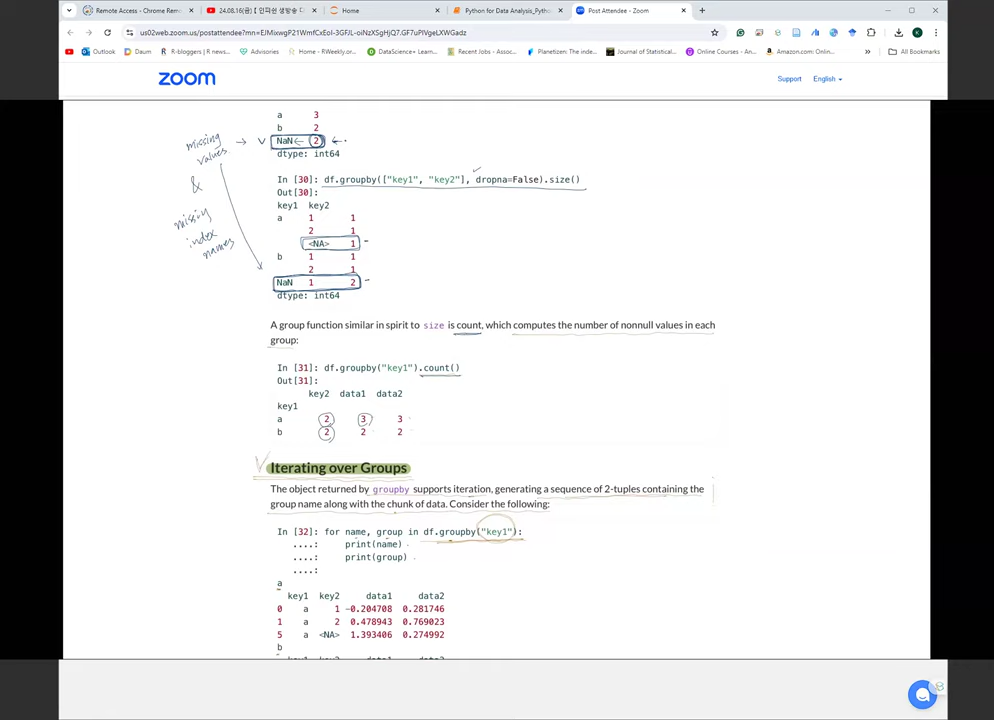 Remote Access - Chrome Rem
24.08.16(금) 【 인피쉰 생방송 디
Home
Python for Data Analysis_Pytho
Post Attendee - Zoom
us02web.zoom.us/postattendee?mn=EJMixwgP21WmfCxEoI-3GFJL-oiNzXSgHjQ7.GF7uPIVgeLXWGadz
Outlook
Daum
R-bloggers | R news...
Advisories
Home - RWeekly.or...
DataScience+ Learn...
Recent Jobs - Accoun...
Planetizen: The inde...
Journal of Statistical...
Online Courses - An...
Amazon.com: Onlin...
»
All Bookmarks
zoom
Support
English
a 3
b 2
NaN 2
dtype: int64
missing
values
&
missing
index
names
In [30]: df.groupby(["key1", "key2"], dropna=False).size()
Out[30]:
key1 key2
a 1 1
2 1
<NA> 1
b 1 1
2 1
NaN 1 2
dtype: int64
A group function similar in spirit to size is count, which computes the number of nonnull values in each
group:
In [31]: df.groupby("key1").count()
Out[31]:
key2 data1 data2
key1
a 2 3 3
b 2 2 2
Iterating over Groups
The object returned by groupby supports iteration, generating a sequence of 2-tuples containing the
group name along with the chunk of data. Consider the following:
In [32]: for name, group in df.groupby("key1"):
....: print(name)
....: print(group)
....:
a
key1 key2 data1 data2
0 a 1 -0.204708 0.281746
1 a 2 0.478943 0.769023
5 a <NA> 1.393406 0.274992
b